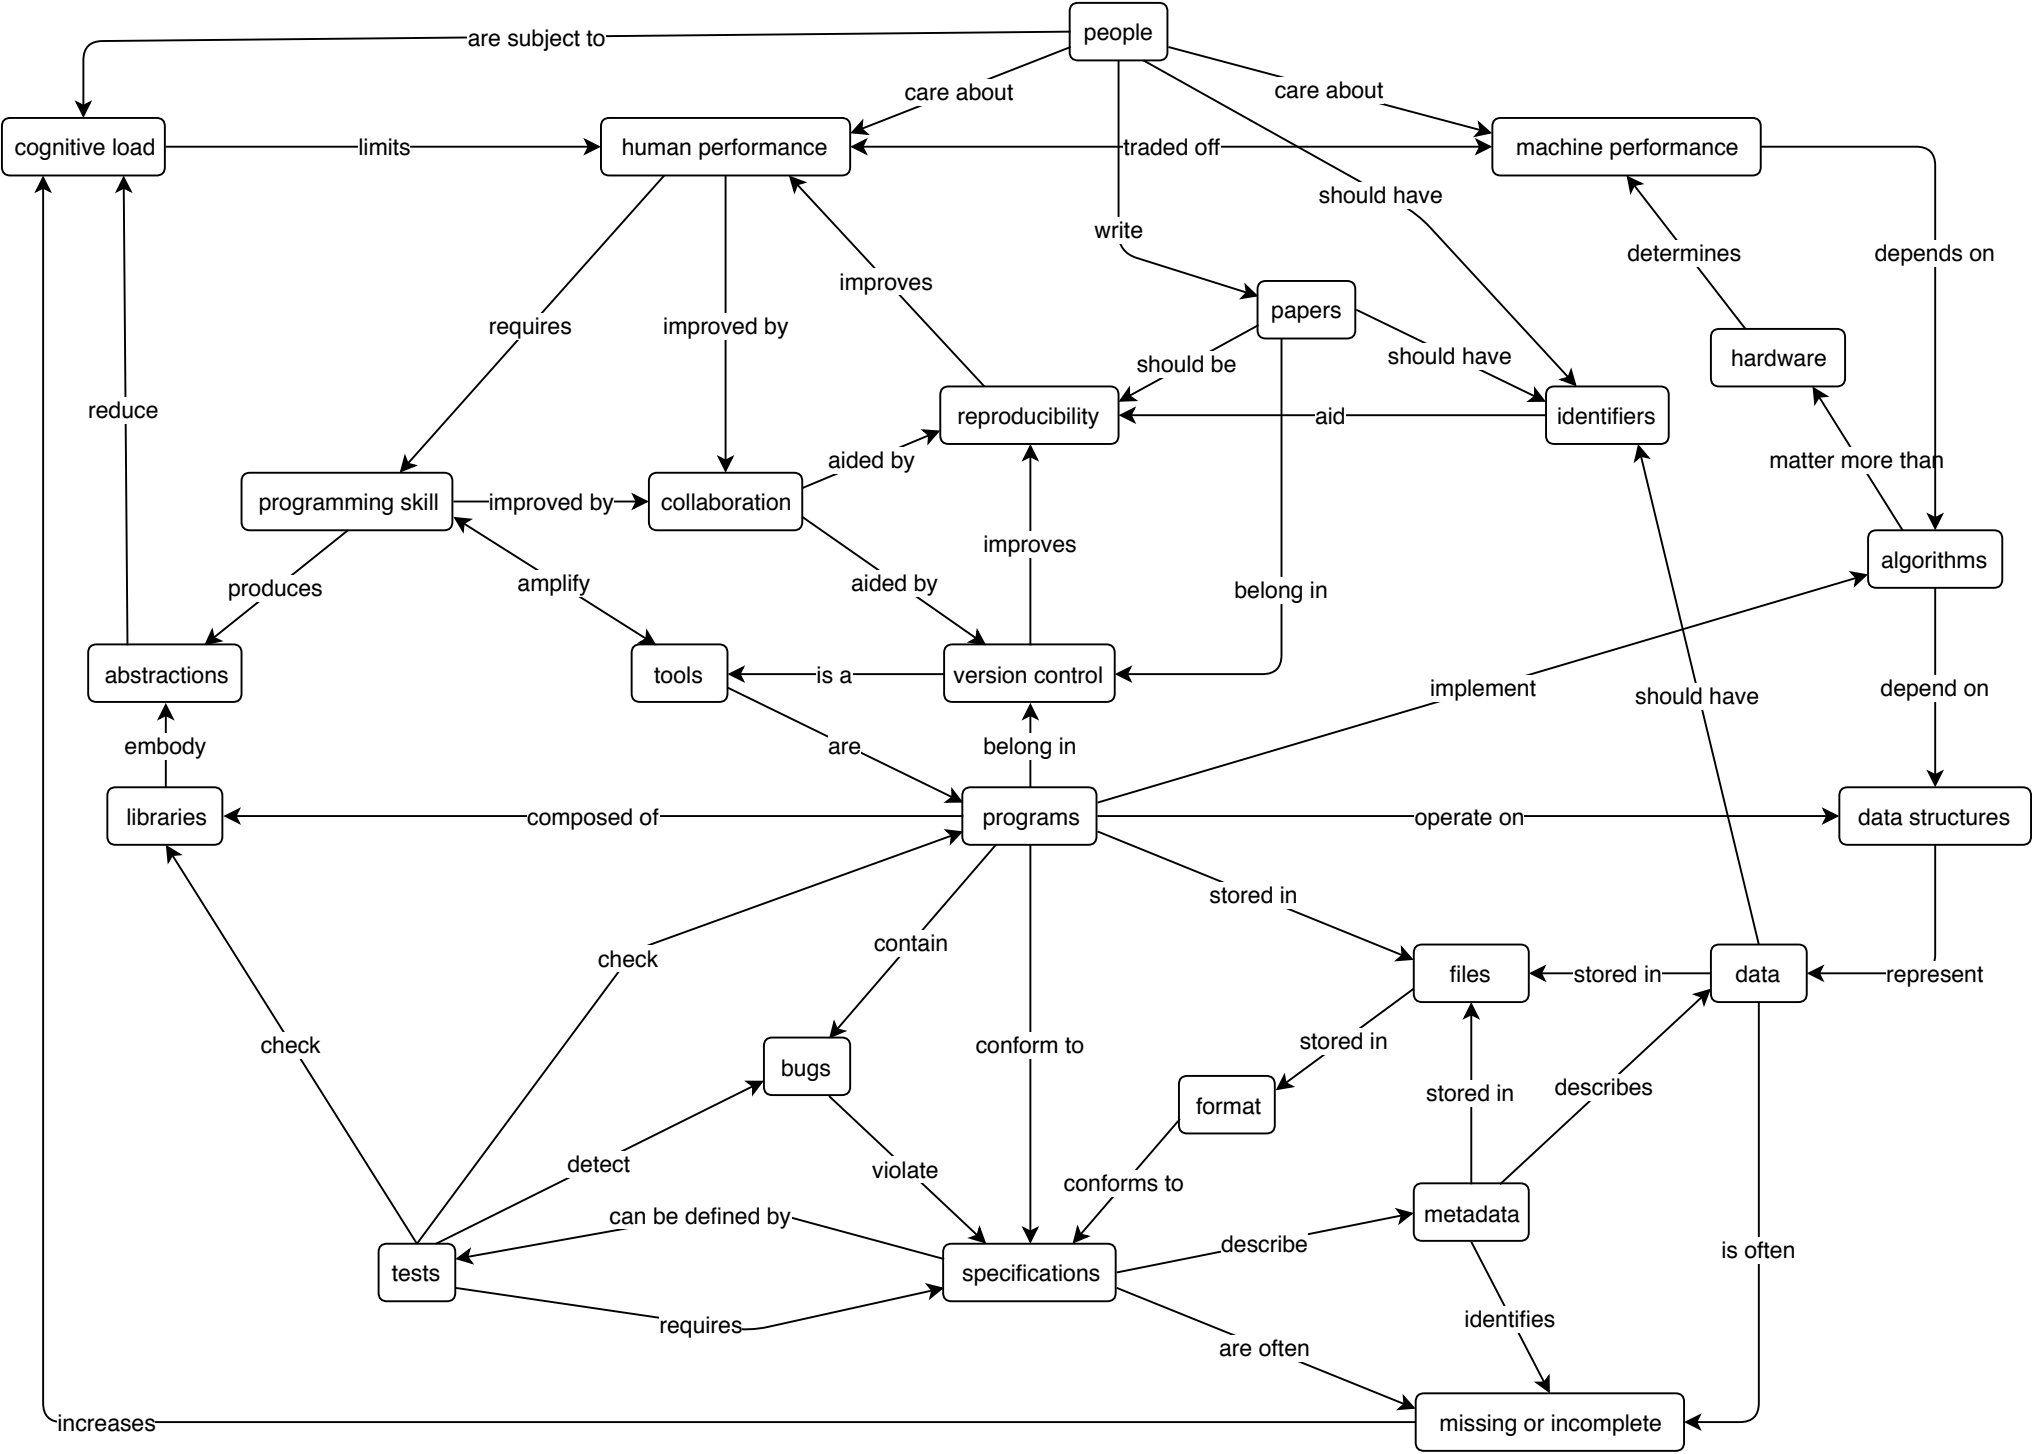 people
are subject to
care about
care about
cognitive load
limits
human performance
traded off
machine performance
should have
write
determines
depends on
improves
papers
requires
improved by
should be
should have
hardware
reduce
reproducibility
aid
identifiers
aided by
matter more than
programming skill
improved by
collaboration
improves
algorithms
produces
amplify
aided by
belong in
abstractions
tools
is a
version control
implement
should have
depend on
embody
are
belong in
libraries
composed of
programs
operate on
data structures
stored in
contain
check
files
stored in
data
represent
check
conform to
stored in
bugs
describes
stored in
format
detect
violate
conforms to
can be defined by
metadata
describe
is often
tests
specifications
requires
identifies
are often
increases
missing or incomplete